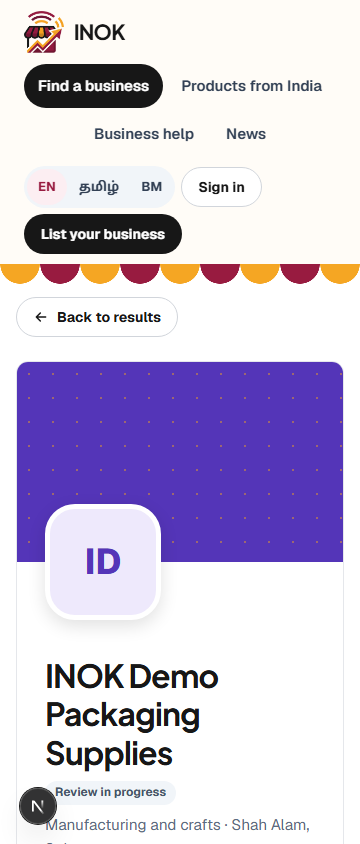 INOK
Find a business
Products from India
Business help
News
EN
தமிழ்
BM
Sign in
List your business
← Back to results
ID
INOK Demo
Packaging
Supplies
Review in progress
N
Manufacturing and crafts · Shah Alam,